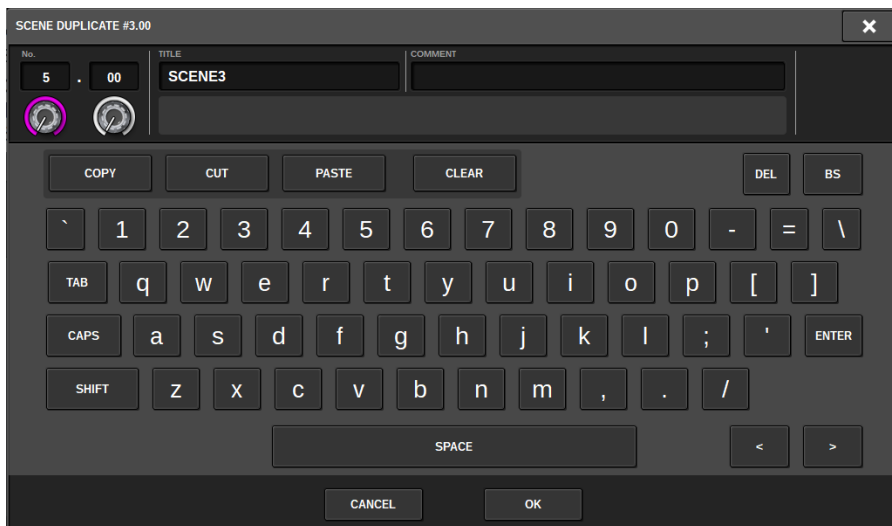 SCENE DUPLICATE #3.00 ×
No. TITLE COMMENT
5 . 00 SCENE3
COPY CUT PASTE CLEAR DEL BS
` 1 2 3 4 5 6 7 8 9 0 - = \
TAB q w e r t y u i o p [ ]
CAPS a s d f g h j k l ; ' ENTER
SHIFT z x c v b n m , . /
SPACE < >
CANCEL OK